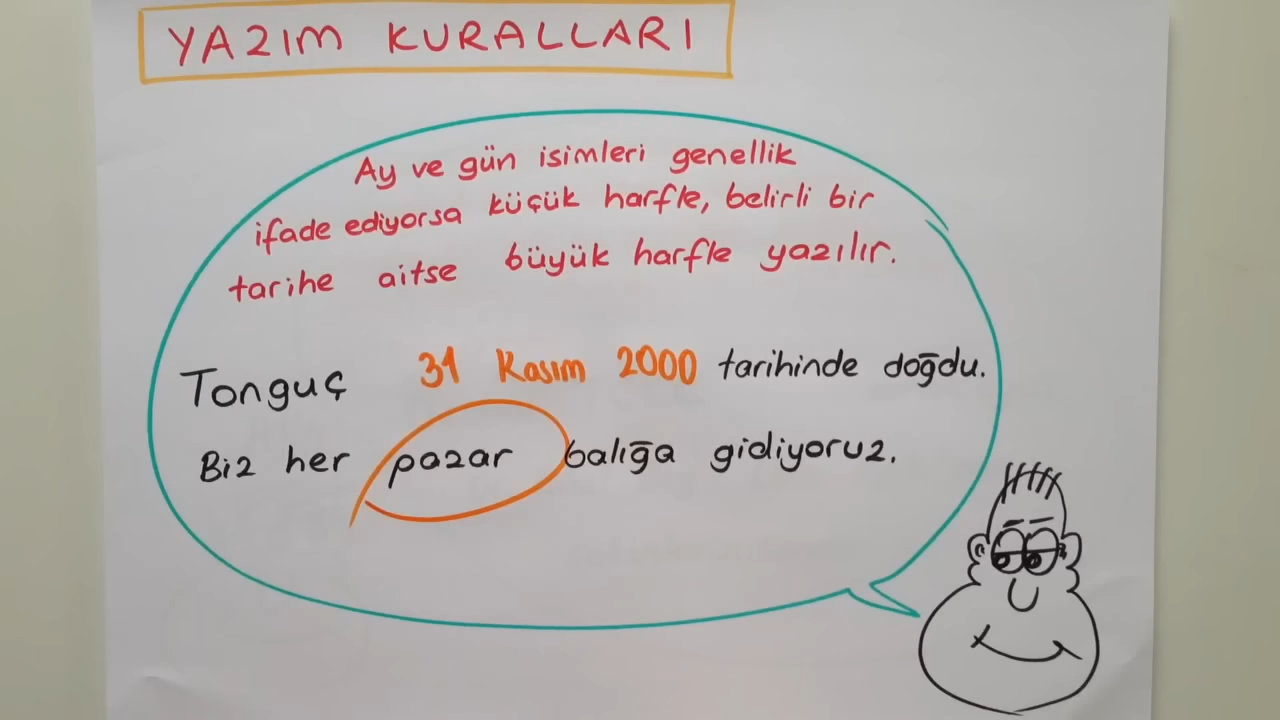 YAZIM KURALLARI
Ay ve gün isimleri genellik
ifade ediyorsa küçük harfle, belirli bir
tarihe aitse büyük harfle yazılır.
Tonguç 31 Kasım 2000 tarihinde doğdu.
Biz her pazar balığa gidiyoruz.